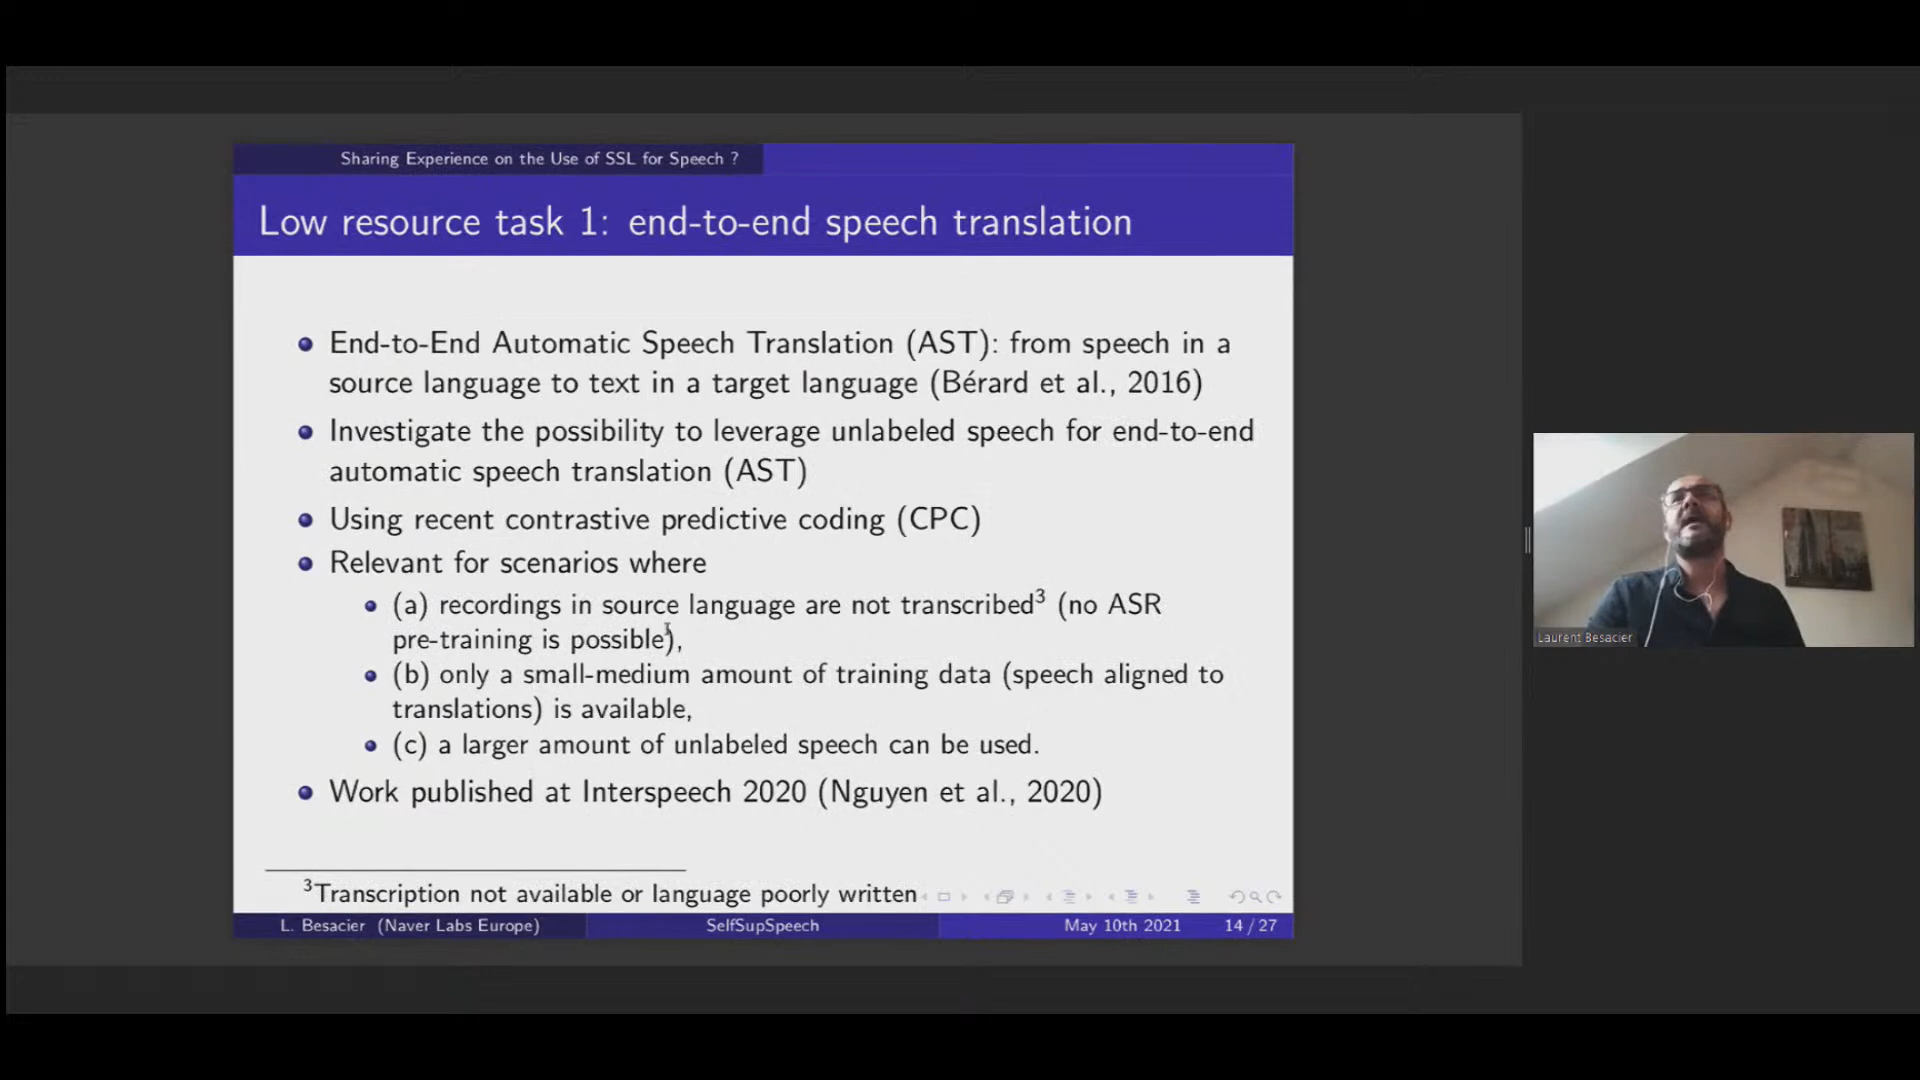 Sharing Experience on the Use of SSL for Speech ?
Low resource task 1: end-to-end speech translation
End-to-End Automatic Speech Translation (AST): from speech in a
source language to text in a target language (Bérard et al., 2016)
Investigate the possibility to leverage unlabeled speech for end-to-end
automatic speech translation (AST)
Using recent contrastive predictive coding (CPC)
Relevant for scenarios where
(a) recordings in source language are not transcribed³ (no ASR
pre-training is possible),
(b) only a small-medium amount of training data (speech aligned to
translations) is available,
(c) a larger amount of unlabeled speech can be used.
Work published at Interspeech 2020 (Nguyen et al., 2020)
³Transcription not available or language poorly written
L. Besacier (Naver Labs Europe) SelfSupSpeech May 10th 2021 14 / 27
Laurent Besacier